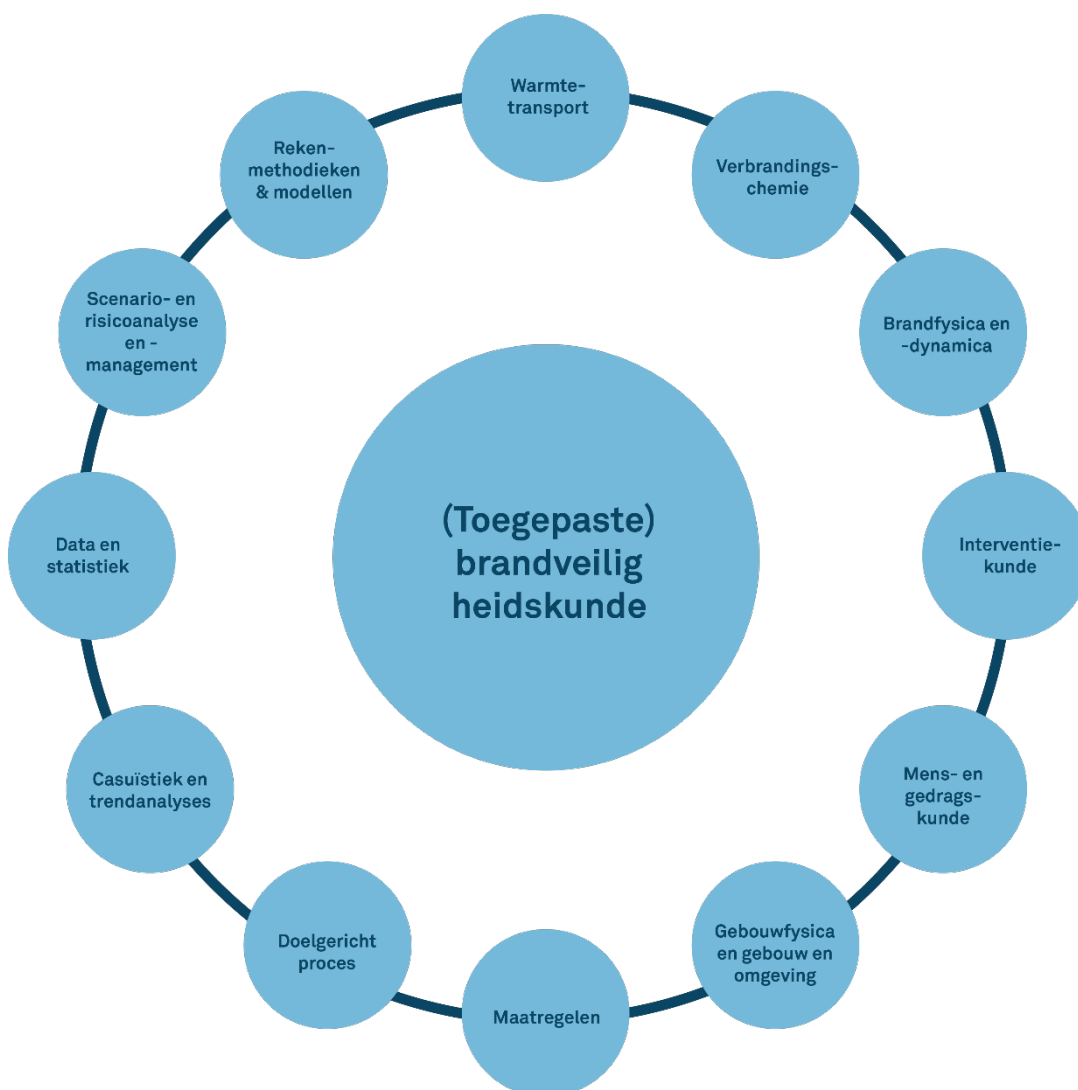 Warmte-
transport
Verbrandings-
chemie
Brandfysica en
-dynamica
Interventie-
kunde
Mens- en
gedrags-
kunde
Gebouwfysica
en gebouw en
omgeving
Maatregelen
Doelgericht
proces
Casuïstiek en
trendanalyses
Data en
statistiek
Scenario- en
risicoanalyse
en -
management
Reken-
methodieken
& modellen
(Toegepaste)
brandveilig
heidskunde